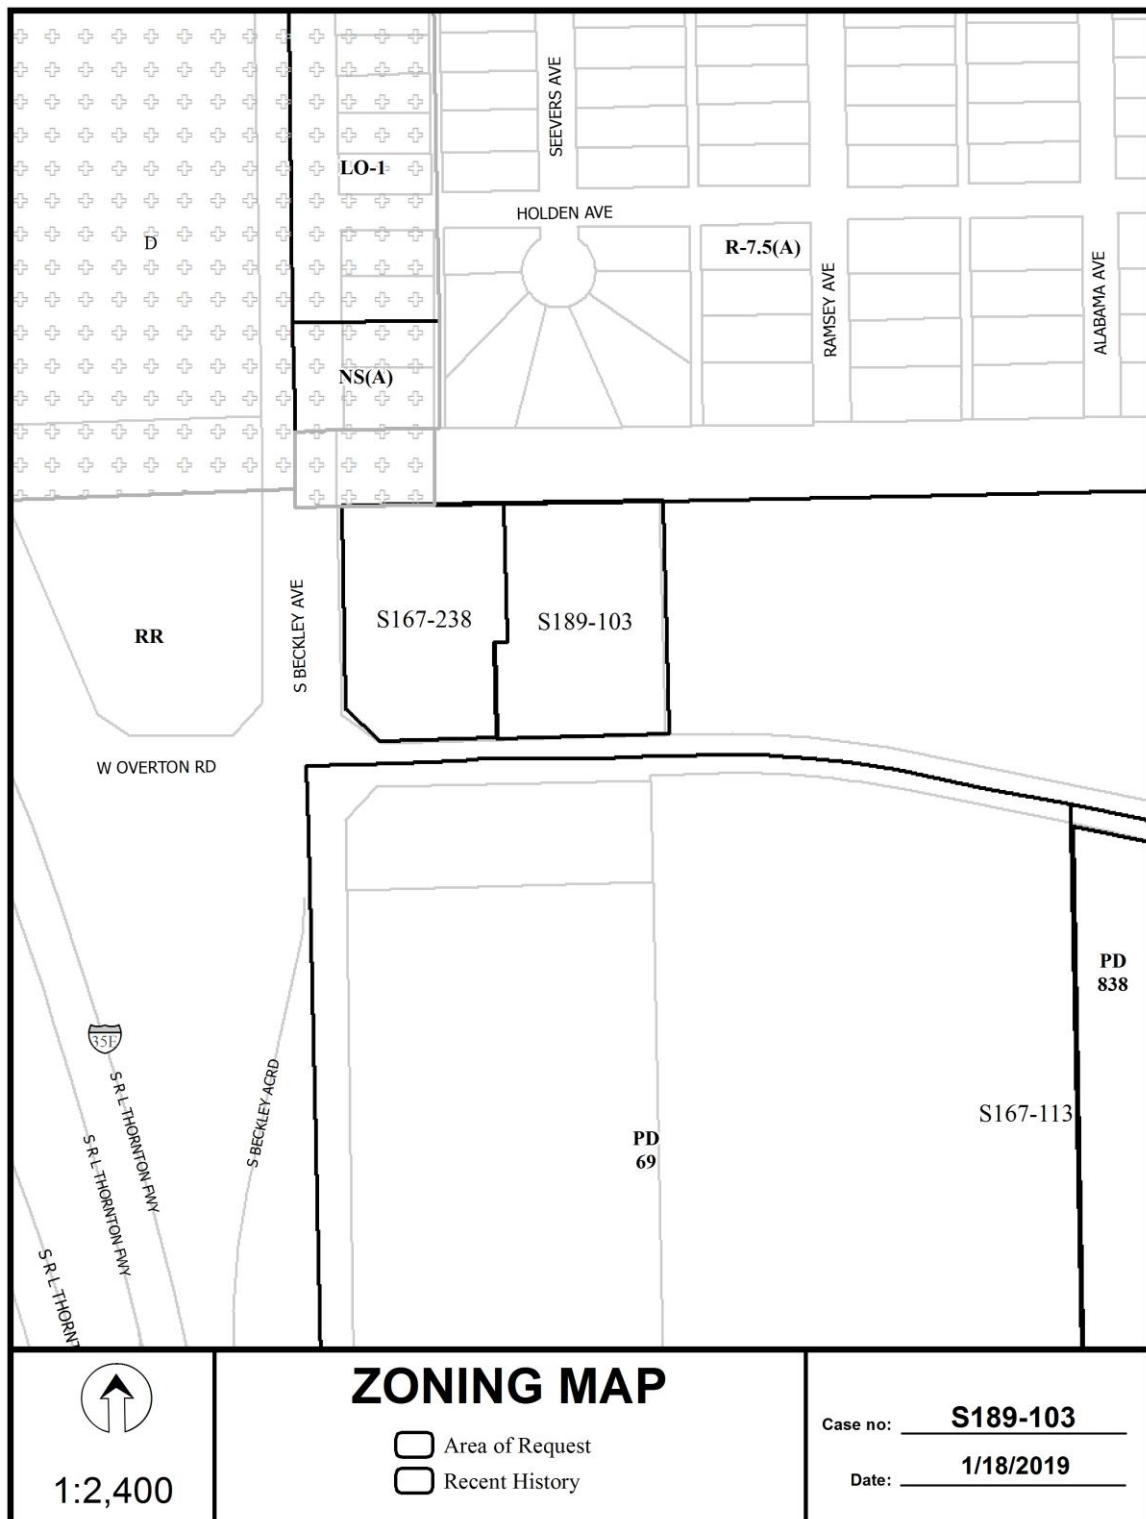 SEEVERS AVE
LO-1
HOLDEN AVE
D
R-7.5(A)
RAMSEY AVE
ALABAMA AVE
NS(A)
S BECKLEY AVE
S167-238
S189-103
RR
W OVERTON RD
PD
838
35E
S R L THORNTON FWY
S R L THORNTON FWY
S R L THORNT
S BECKLEY ACRD
S167-113
PD
69
1:2,400
ZONING MAP
Area of Request
Recent History
Case no: S189-103
Date: 1/18/2019